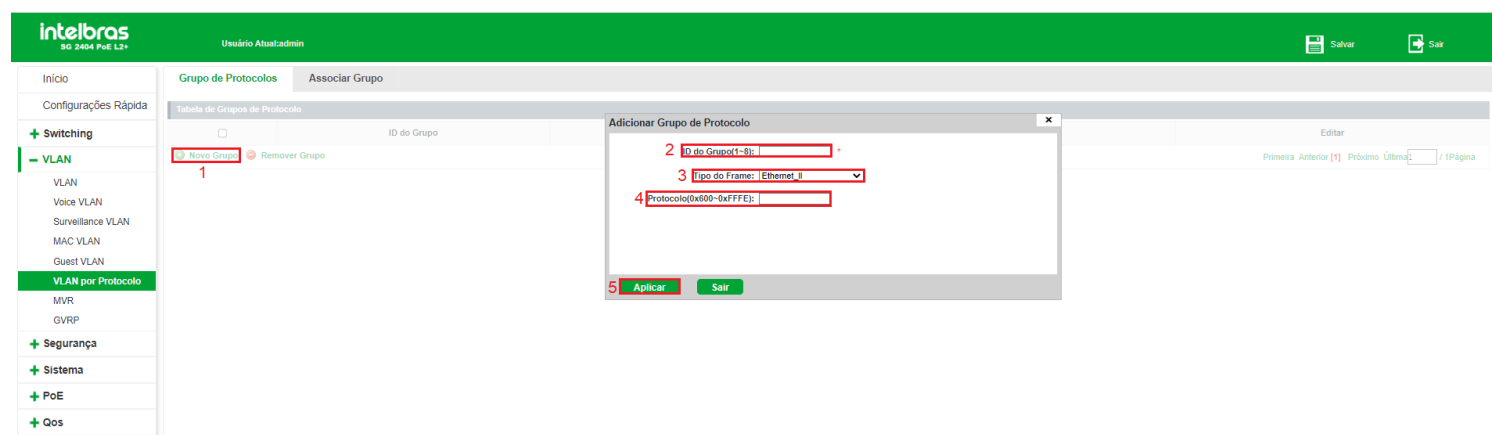 intelbras
SG 2404 PoE L2+
Usuário Atual:admin
Salvar
Sair
Início
Configurações Rápida
Switching
VLAN
VLAN
Voice VLAN
Surveillance VLAN
MAC VLAN
Guest VLAN
VLAN por Protocolo
MVR
GVRP
Segurança
Sistema
PoE
Qos
Grupo de Protocolos
Associar Grupo
Tabela de Grupos de Protocolo
ID do Grupo
Editar
Novo Grupo
Remover Grupo
1
Primeira Anterior [1] Próximo Última 1 / 1Página
Adicionar Grupo de Protocolo
x
2 ID do Grupo(1~8): *
3 Tipo do Frame: Ethernet_II
4 Protocolo(0x600~0xFFFE):
5 Aplicar
Sair